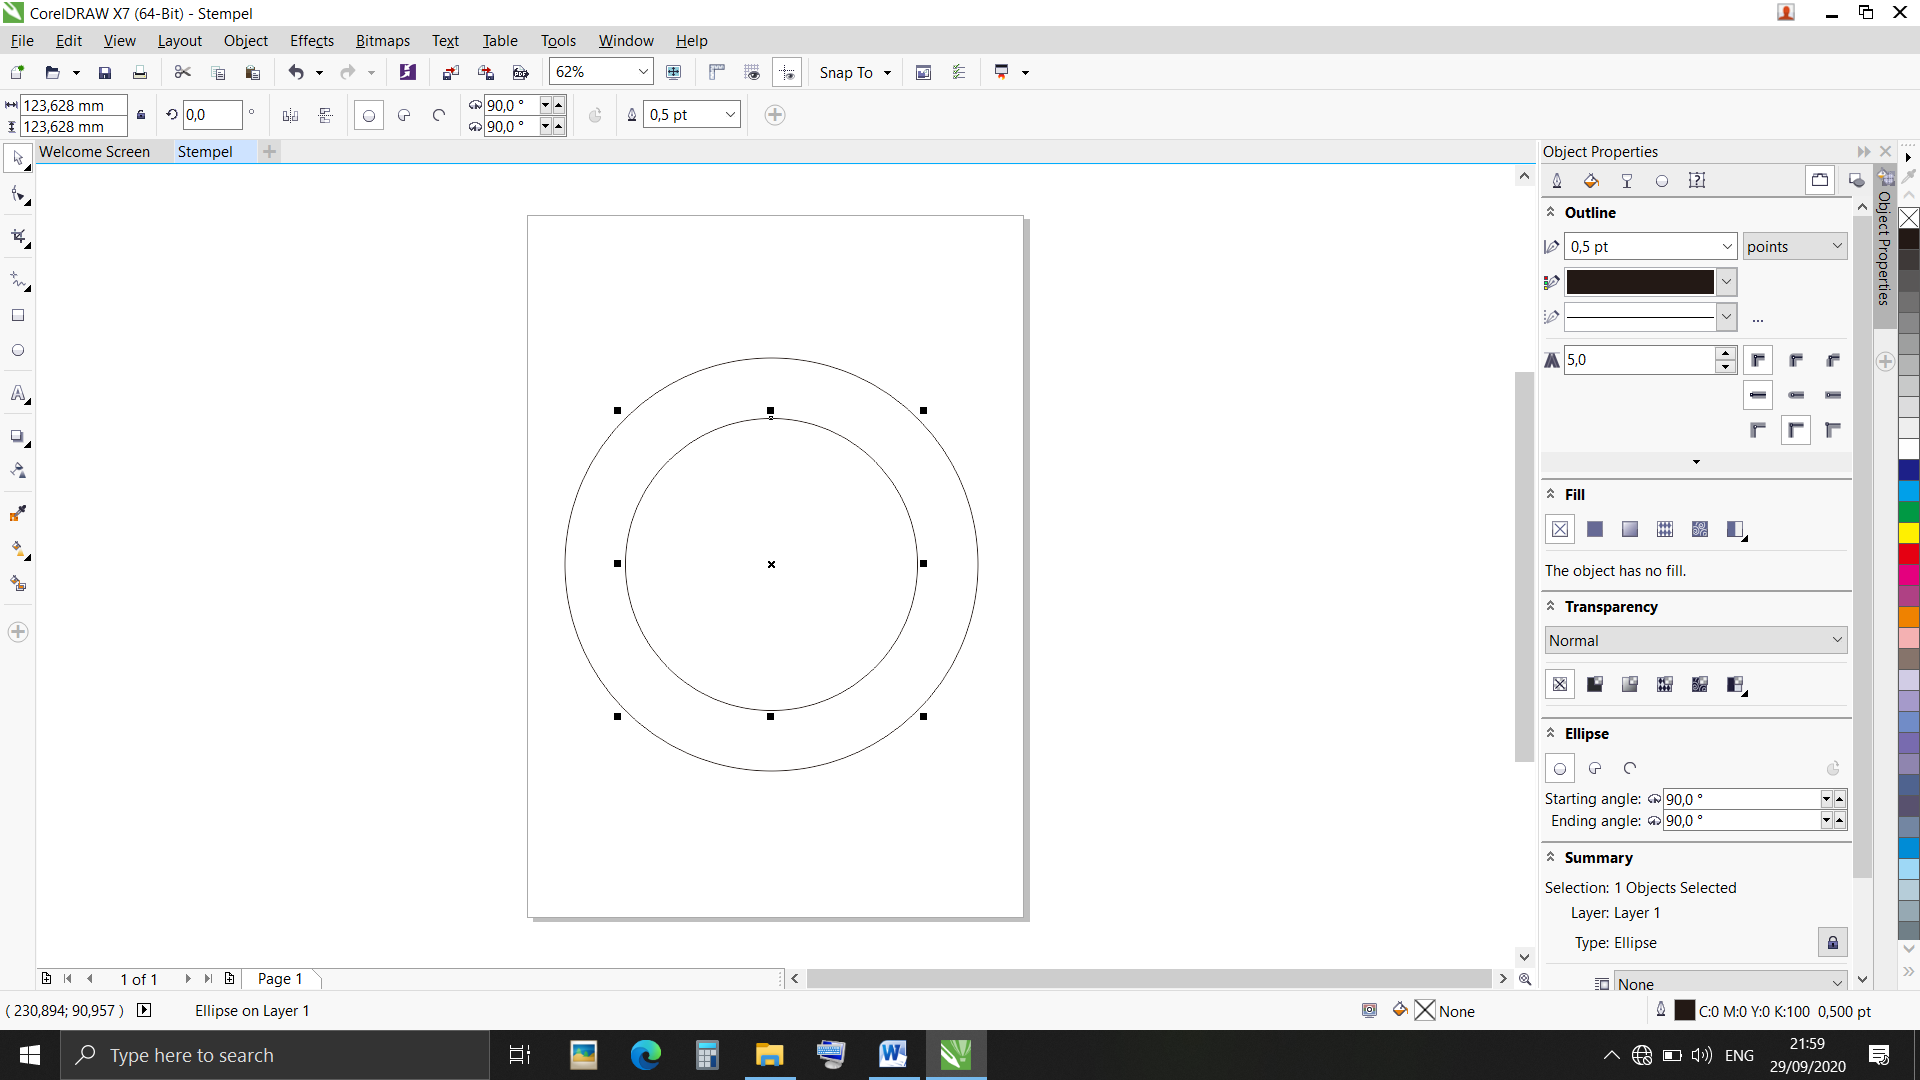 CorelDRAW X7 (64-Bit) - Stempel
File Edit View Layout Object Effects Bitmaps Text Table Tools Window Help
62% Snap To
123,628 mm 0,0 ° 90,0 ° 0,5 pt
123,628 mm 90,0 °
Welcome Screen Stempel
Object Properties
Object Properties
Outline
0,5 pt points
...
5,0
Fill
The object has no fill.
Transparency
Normal
Ellipse
Starting angle: 90,0 °
Ending angle: 90,0 °
Summary
Selection: 1 Objects Selected
Layer: Layer 1
Type: Ellipse
None
1 of 1 Page 1
( 230,894; 90,957 ) Ellipse on Layer 1 None C:0 M:0 Y:0 K:100 0,500 pt
Type here to search ENG 21:59
29/09/2020